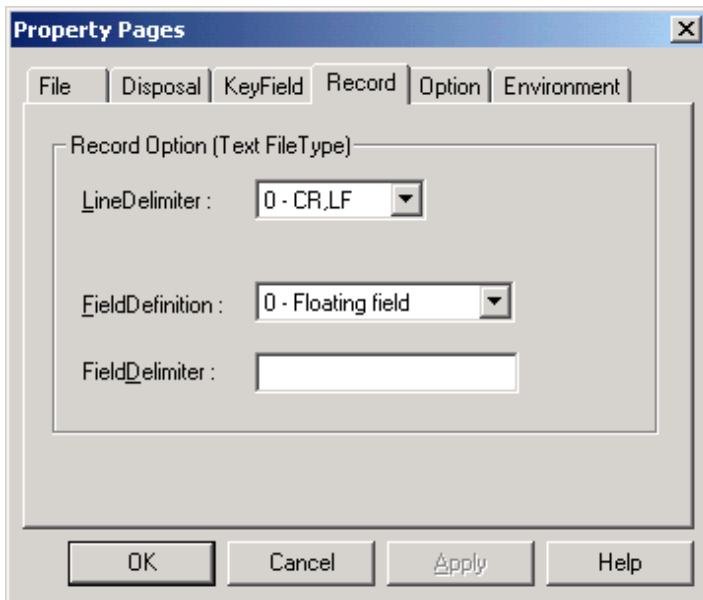 Property Pages
File Disposal KeyField Record Option Environment
Record Option (Text FileType)
LineDelimiter : 0 - CR,LF
FieldDefinition : 0 - Floating field
FieldDelimiter :
OK Cancel Apply Help